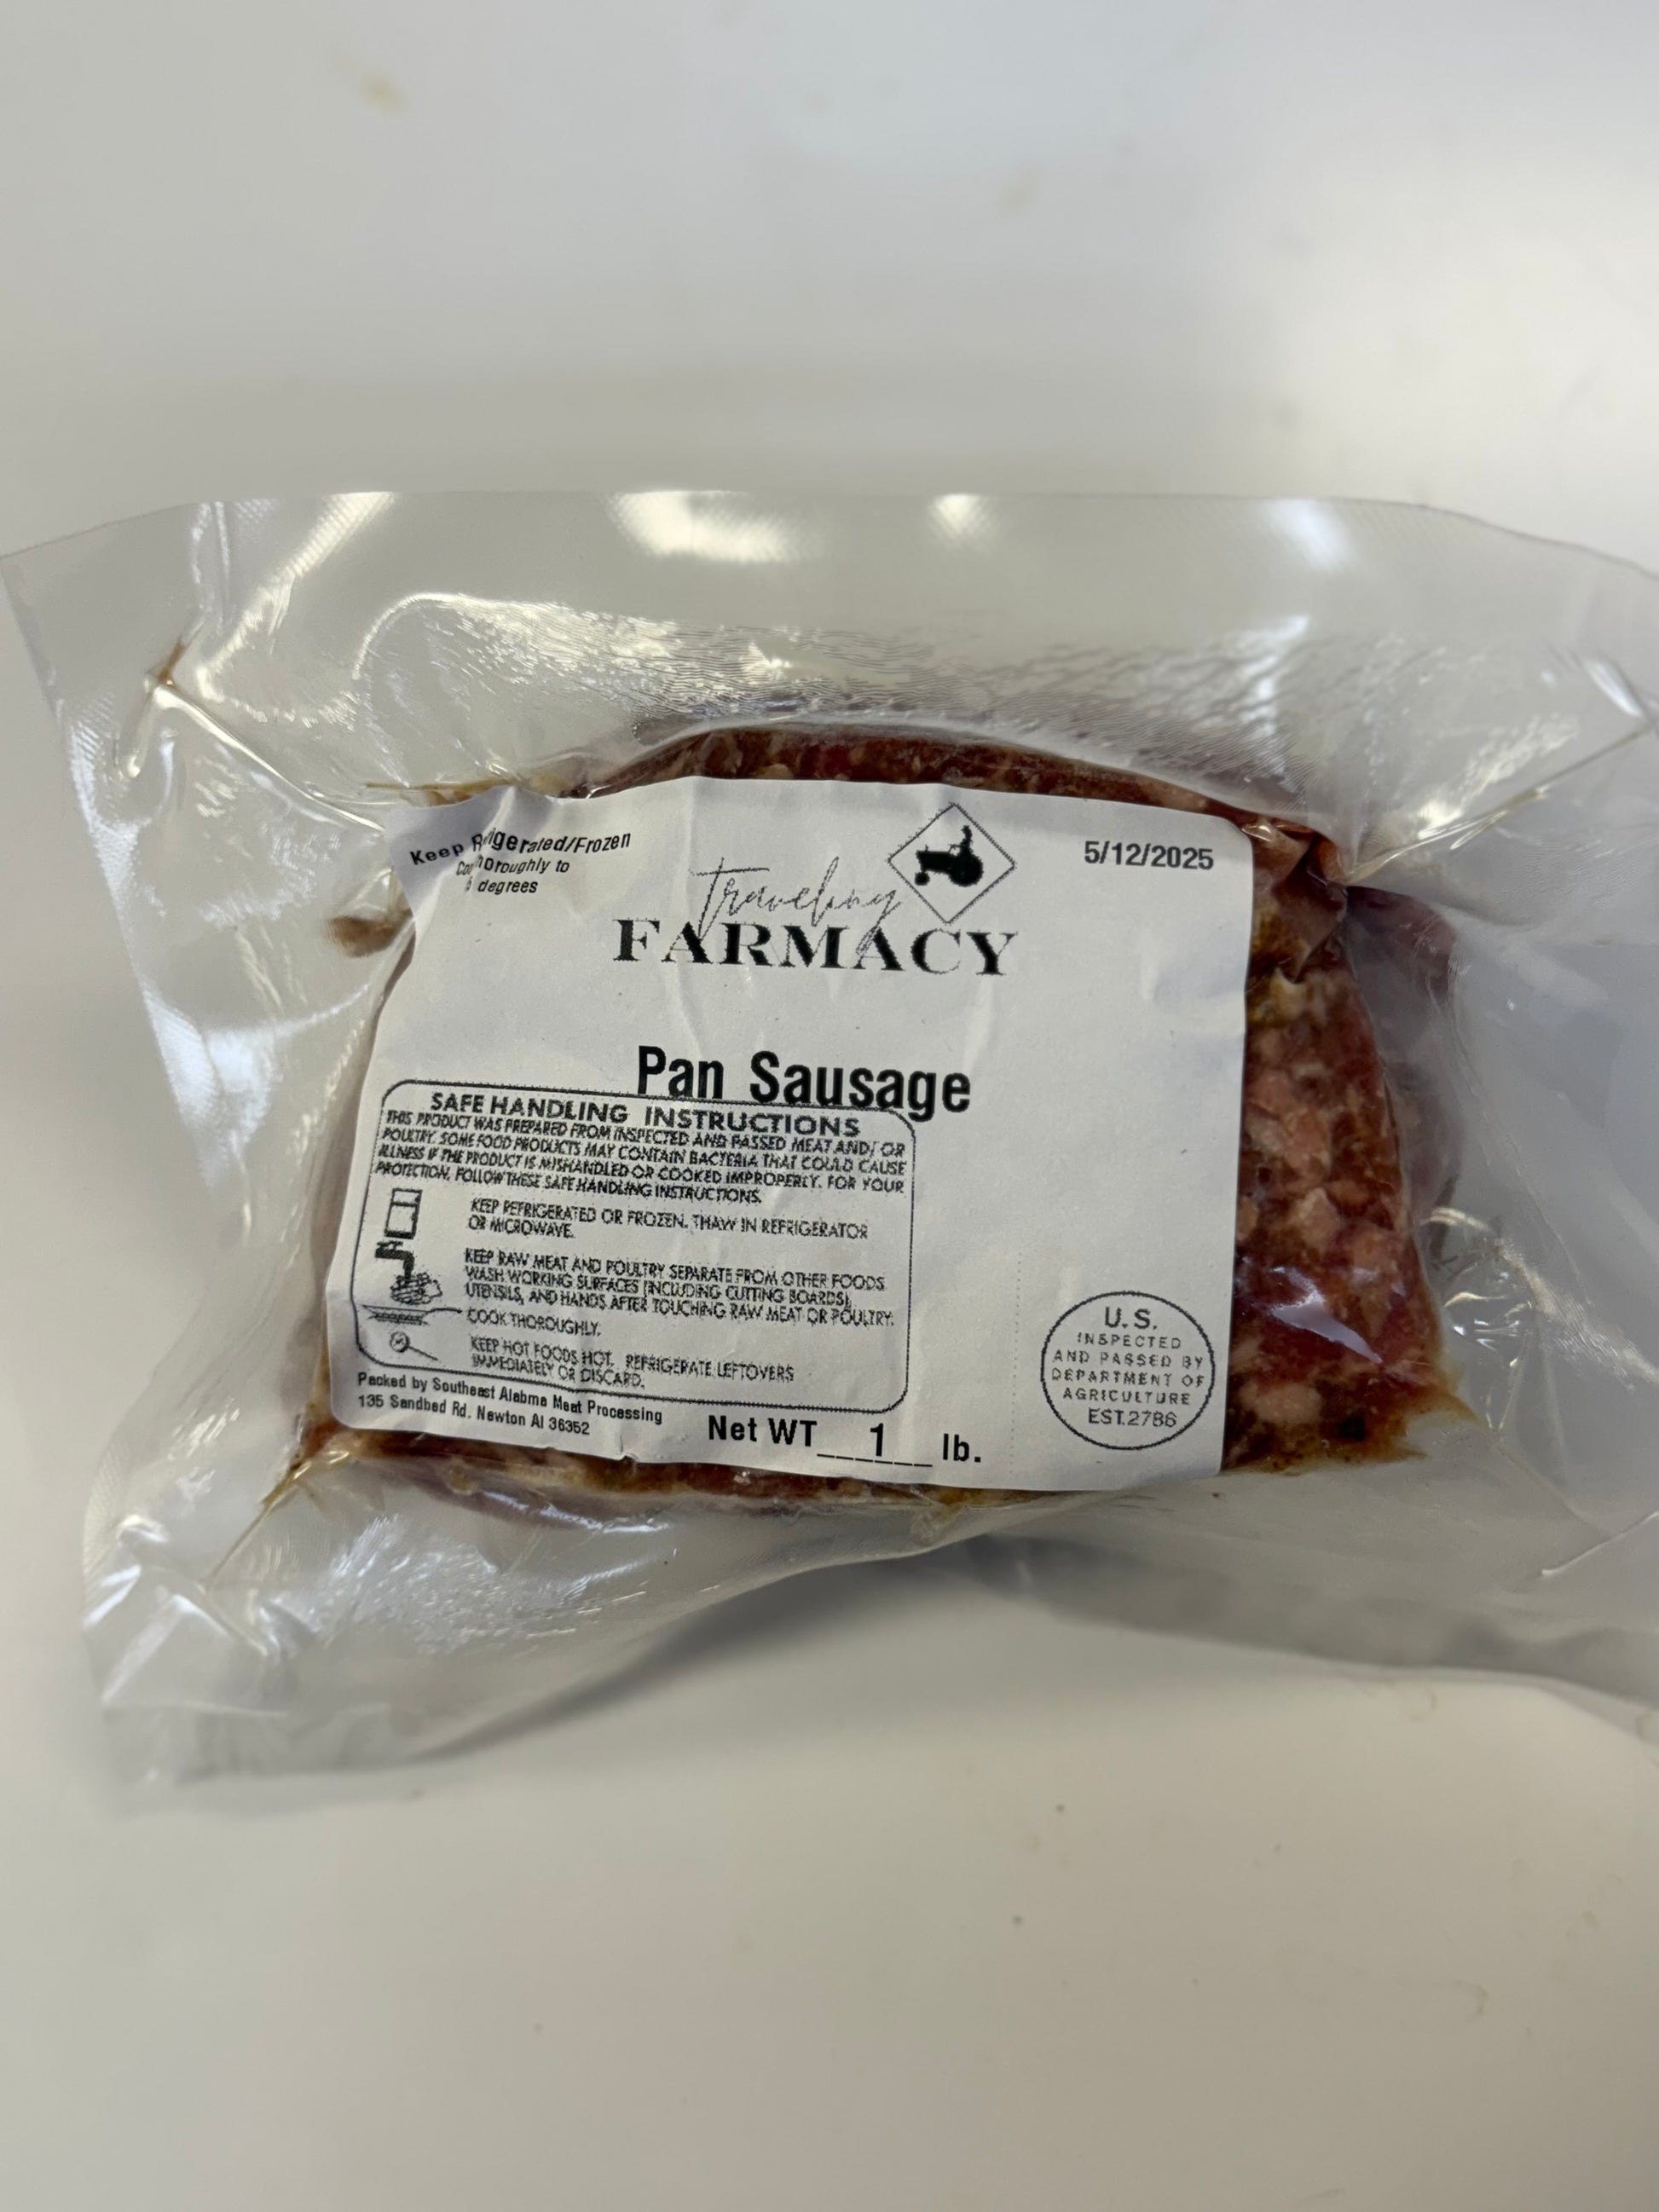 Keep Refrigerated/Frozen
thoroughly to
degrees
Traveling
FARMACY
5/12/2025
Pan Sausage
SAFE HANDLING INSTRUCTIONS
THIS PRODUCT WAS PREPARED FROM INSPECTED AND PASSED MEAT AND/OR
POULTRY. SOME FOOD PRODUCTS MAY CONTAIN BACTERIA THAT COULD CAUSE
ILLNESS IF THE PRODUCT IS MISHANDLED OR COOKED IMPROPERLY. FOR YOUR
PROTECTION, FOLLOW THESE SAFE HANDLING INSTRUCTIONS.
KEEP REFRIGERATED OR FROZEN. THAW IN REFRIGERATOR
OR MICROWAVE.
KEEP RAW MEAT AND POULTRY SEPARATE FROM OTHER FOODS
WASH WORKING SURFACES (INCLUDING CUTTING BOARDS),
UTENSILS, AND HANDS AFTER TOUCHING RAW MEAT OR POULTRY.
COOK THOROUGHLY.
KEEP HOT FOODS HOT. REFRIGERATE LEFTOVERS
IMMEDIATELY OR DISCARD.
Packed by Southeast Alabma Meat Processing
135 Sandbed Rd. Newton Al 36352
Net WT 1 lb.
U.S.
INSPECTED
AND PASSED BY
DEPARTMENT OF
AGRICULTURE
EST.2786